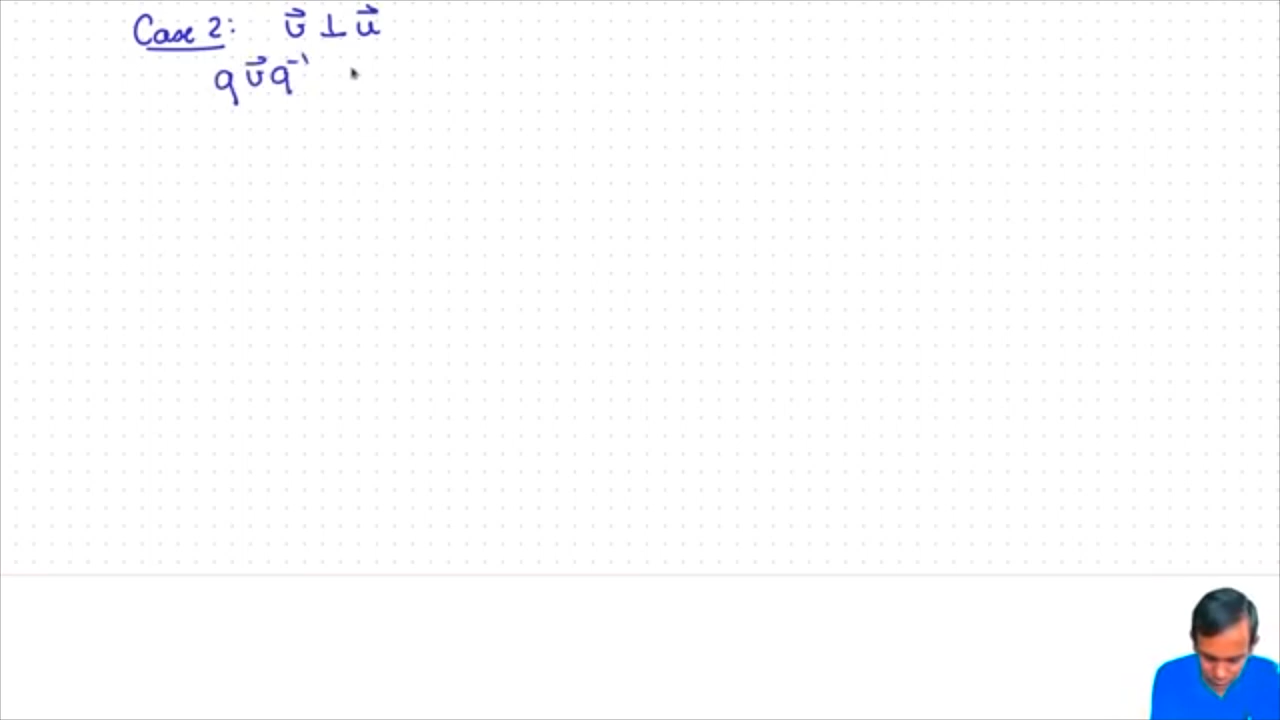 Case 2: v⃗ ⊥ u⃗
q v⃗ q⁻¹